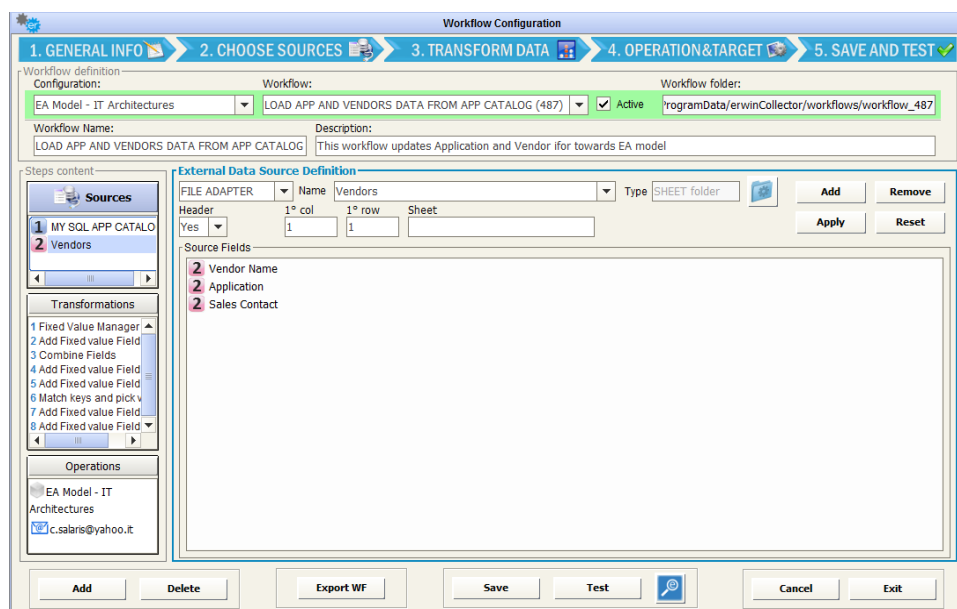 er
Workflow Configuration
1. GENERAL INFO 2. CHOOSE SOURCES 3. TRANSFORM DATA 4. OPERATION&TARGET 5. SAVE AND TEST
Workflow definition
Configuration: Workflow: Workflow folder:
EA Model - IT Architectures LOAD APP AND VENDORS DATA FROM APP CATALOG (487) Active ProgramData/erwinCollector/workflows/workflow_487
Workflow Name: Description:
LOAD APP AND VENDORS DATA FROM APP CATALOG This workflow updates Application and Vendor ifor towards EA model
Steps content
External Data Source Definition
Sources
FILE ADAPTER Name Vendors Type SHEET folder Add Remove
Header 1° col 1° row Sheet
Yes 1 1 Apply Reset
1 MY SQL APP CATALO
2 Vendors
Source Fields
2 Vendor Name
2 Application
2 Sales Contact
Transformations
1 Fixed Value Manager
2 Add Fixed value Field
3 Combine Fields
4 Add Fixed value Field
5 Add Fixed value Field
6 Match keys and pick v
7 Add Fixed value Field
8 Add Fixed value Field
Operations
EA Model - IT
Architectures
c.salaris@yahoo.it
Add Delete Export WF Save Test Cancel Exit